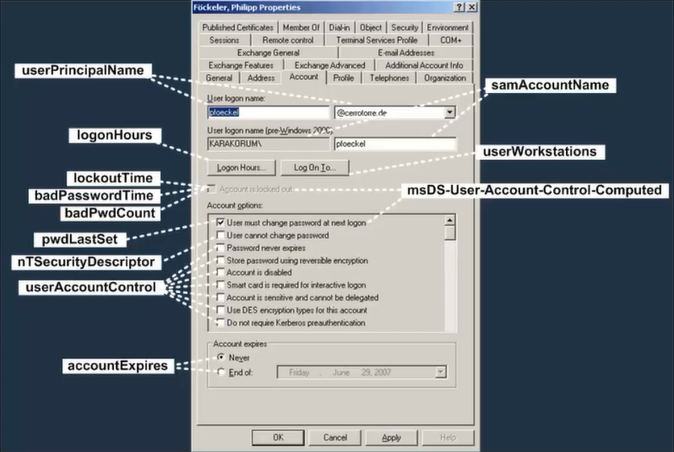 Föckeler, Philipp Properties
Published Certificates Member Of Dial-in Object Security Environment
Sessions Remote control Terminal Services Profile COM+
Exchange General E-mail Addresses
Exchange Features Exchange Advanced Additional Account Info
General Address Account Profile Telephones Organization
userPrincipalName
User logon name:
pfoeckel @cerrotorre.de
samAccountName
User logon name (pre-Windows 2000)
KARAKORUM\ pfoeckel
logonHours
Logon Hours... Log On To...
userWorkstations
lockoutTime
badPasswordTime
badPwdCount
Account is locked out
msDS-User-Account-Control-Computed
Account options:
User must change password at next logon
pwdLastSet
User cannot change password
Password never expires
nTSecurityDescriptor
Store password using reversible encryption
Account is disabled
userAccountControl
Smart card is required for interactive logon
Account is sensitive and cannot be delegated
Use DES encryption types for this account
Do not require Kerberos preauthentication
Account expires
Never
accountExpires
End of: Friday , June 29, 2007
OK Cancel Apply Help